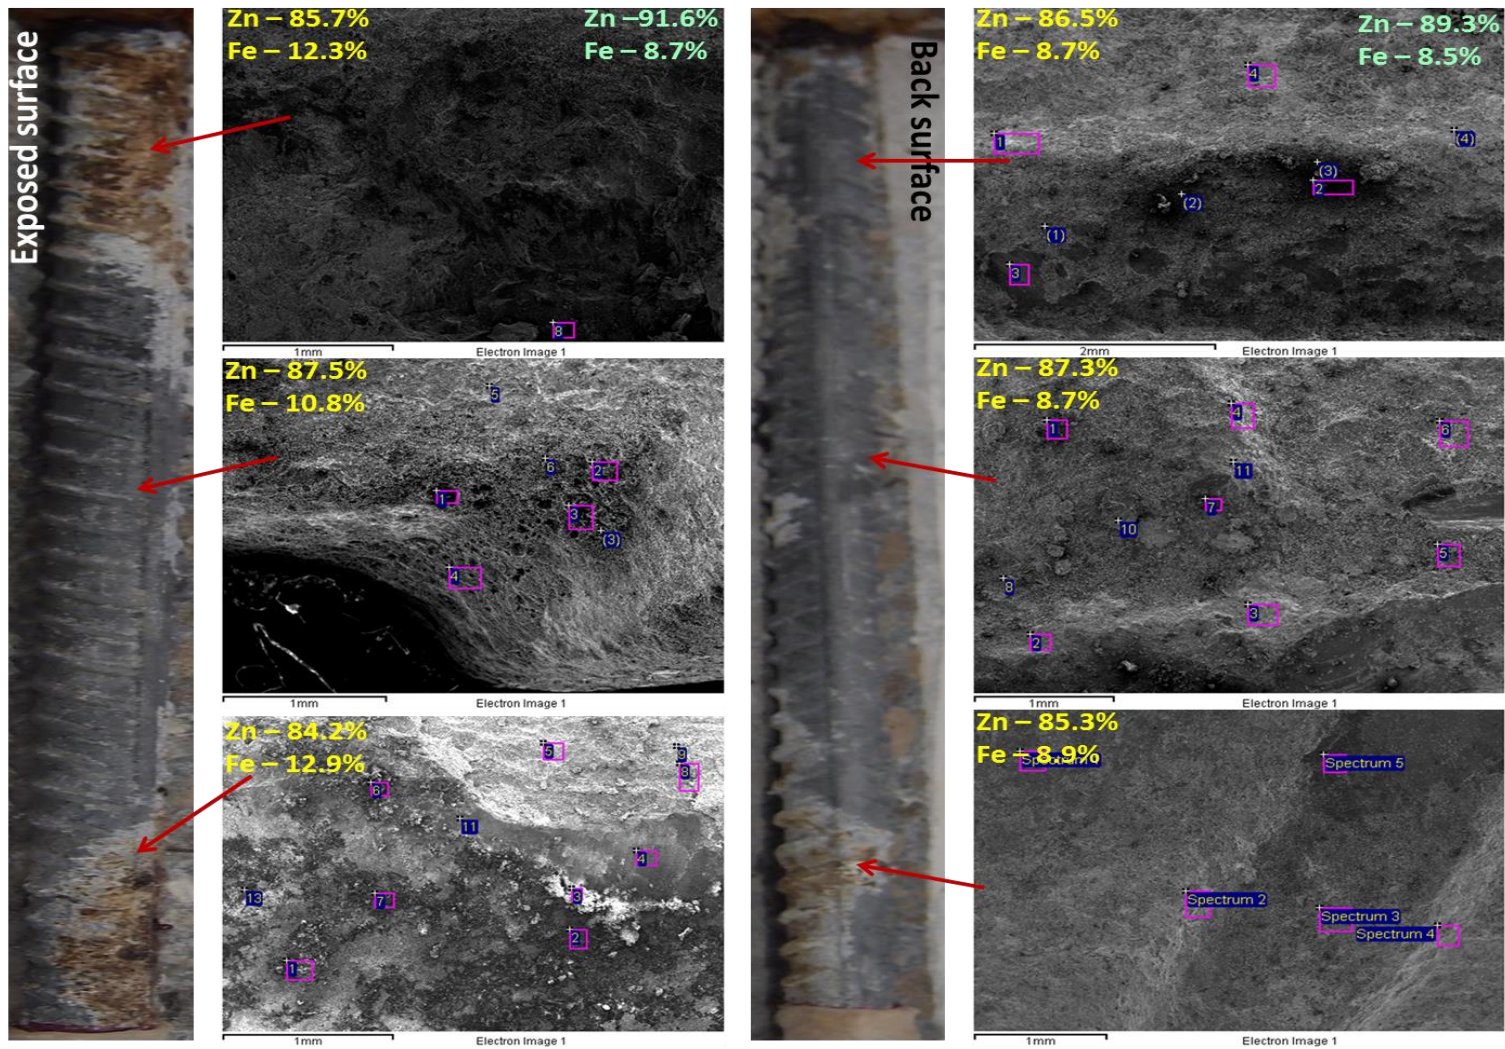 Exposed surface
Zn – 85.7%
Fe – 12.3%
Zn –91.6%
Fe – 8.7%
8
1mm
Electron Image 1
Zn – 87.5%
Fe – 10.8%
5
6
2
1
3
(3)
4
1mm
Electron Image 1
Zn – 84.2%
Fe – 12.9%
5
9
8
6
11
4
13
7
3
2
1
1mm
Electron Image 1
Back surface
Zn – 86.5%
Fe – 8.7%
Zn – 89.3%
Fe – 8.5%
4
1
(4)
(3)
2
(2)
(1)
3
2mm
Electron Image 1
Zn – 87.3%
Fe – 8.7%
4
1
6
11
7
10
5
8
3
2
1mm
Electron Image 1
Zn – 85.3%
Fe – 8.9%
Spectrum 5
Spectrum 2
Spectrum 3
Spectrum 4
1mm
Electron Image 1